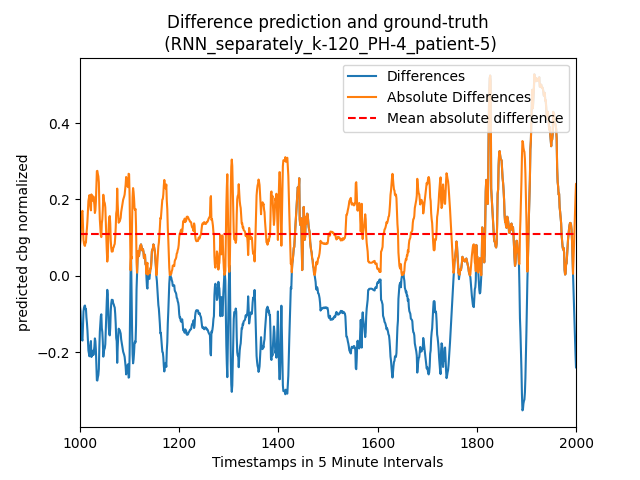 Difference prediction and ground-truth
(RNN_separately_k-120_PH-4_patient-5)
Differences
Absolute Differences
Mean absolute difference
predicted cbg normalized
0.4
0.2
0.0
−0.2
1000 1200 1400 1600 1800 2000
Timestamps in 5 Minute Intervals